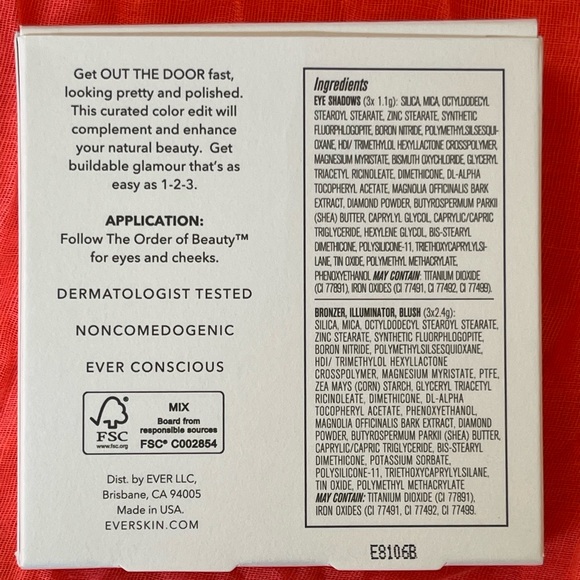 Get OUT THE DOOR fast,
looking pretty and polished.
This curated color edit will
complement and enhance
your natural beauty. Get
buildable glamour that's as
easy as 1-2-3.
APPLICATION:
Follow The Order of Beauty™
for eyes and cheeks.
DERMATOLOGIST TESTED
NONCOMEDOGENIC
EVER CONSCIOUS
FSC
www.fsc.org
MIX
Board from
responsible sources
FSC® C002854
Dist. by EVER LLC,
Brisbane, CA 94005
Made in USA.
EVERSKIN.COM
Ingredients
EYE SHADOWS (3x 1.1g): SILICA, MICA, OCTYLDODECYL
STEAROYL STEARATE, ZINC STEARATE, SYNTHETIC
FLUORPHLOGOPITE, BORON NITRIDE, POLYMETHYLSILSESQUI-
OXANE, HDI/ TRIMETHYLOL HEXYLLACTONE CROSSPOLYMER,
MAGNESIUM MYRISTATE, BISMUTH OXYCHLORIDE, GLYCERYL
TRIACETYL RICINOLEATE, DIMETHICONE, DL-ALPHA
TOCOPHERYL ACETATE, MAGNOLIA OFFICINALIS BARK
EXTRACT, DIAMOND POWDER, BUTYROSPERMUM PARKII
(SHEA) BUTTER, CAPRYLYL GLYCOL, CAPRYLIC/CAPRIC
TRIGLYCERIDE, HEXYLENE GLYCOL, BIS-STEARYL
DIMETHICONE, POLYSILICONE-11, TRIETHOXYCAPRYLYLSI-
LANE, TIN OXIDE, POLYMETHYL METHACRYLATE,
PHENOXYETHANOL MAY CONTAIN: TITANIUM DIOXIDE
(CI 77891), IRON OXIDES (CI 77491, CI 77492, CI 77499).
BRONZER, ILLUMINATOR, BLUSH (3x2.4g):
SILICA, MICA, OCTYLDODECYL STEAROYL STEARATE,
ZINC STEARATE, SYNTHETIC FLUORPHLOGOPITE,
BORON NITRIDE, POLYMETHYLSILSESQUIOXANE,
HDI/ TRIMETHYLOL HEXYLLACTONE
CROSSPOLYMER, MAGNESIUM MYRISTATE, PTFE,
ZEA MAYS (CORN) STARCH, GLYCERYL TRIACETYL
RICINOLEATE, DIMETHICONE, DL-ALPHA
TOCOPHERYL ACETATE, PHENOXYETHANOL,
MAGNOLIA OFFICINALIS BARK EXTRACT, DIAMOND
POWDER, BUTYROSPERMUM PARKII (SHEA) BUTTER,
CAPRYLIC/CAPRIC TRIGLYCERIDE, BIS-STEARYL
DIMETHICONE, POTASSIUM SORBATE,
POLYSILICONE-11, TRIETHOXYCAPRYLYLSILANE,
TIN OXIDE, POLYMETHYL METHACRYLATE
MAY CONTAIN: TITANIUM DIOXIDE (CI 77891),
IRON OXIDES (CI 77491, CI 77492, CI 77499.
E8106B